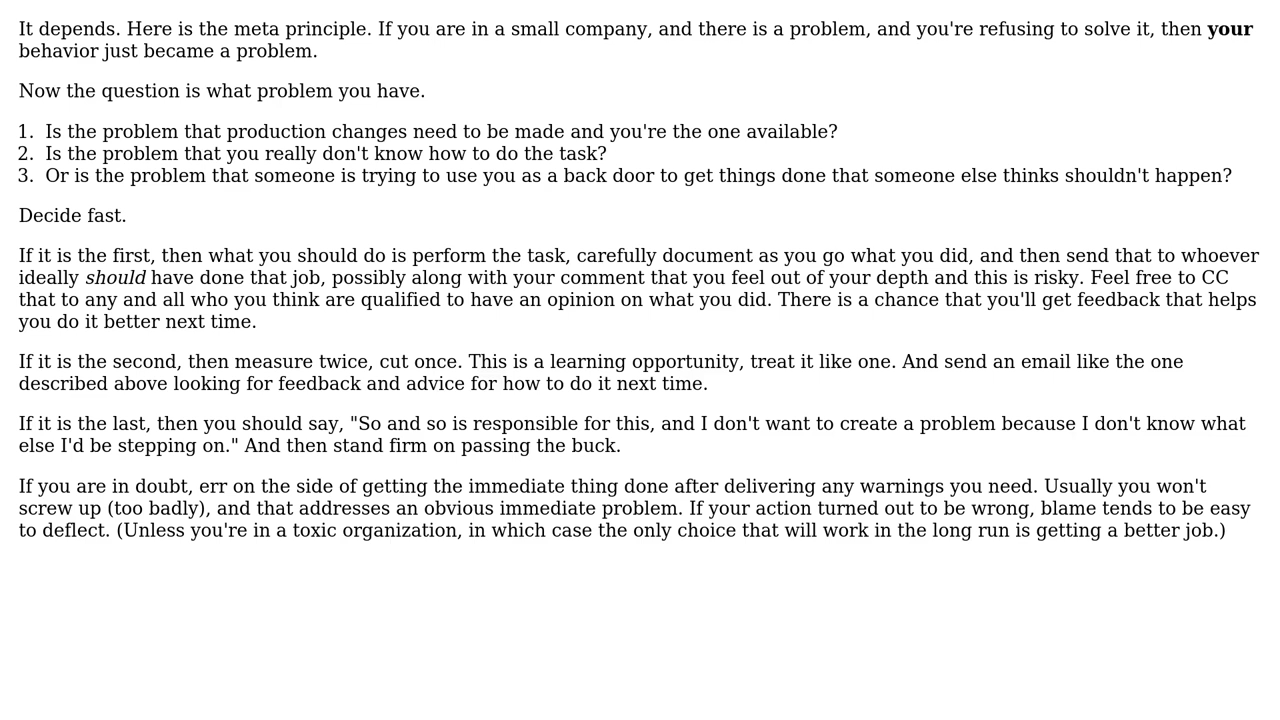 It depends. Here is the meta principle. If you are in a small company, and there is a problem, and you're refusing to solve it, then your
behavior just became a problem.
Now the question is what problem you have.
1. Is the problem that production changes need to be made and you're the one available?
2. Is the problem that you really don't know how to do the task?
3. Or is the problem that someone is trying to use you as a back door to get things done that someone else thinks shouldn't happen?
Decide fast.
If it is the first, then what you should do is perform the task, carefully document as you go what you did, and then send that to whoever
ideally should have done that job, possibly along with your comment that you feel out of your depth and this is risky. Feel free to CC
that to any and all who you think are qualified to have an opinion on what you did. There is a chance that you'll get feedback that helps
you do it better next time.
If it is the second, then measure twice, cut once. This is a learning opportunity, treat it like one. And send an email like the one
described above looking for feedback and advice for how to do it next time.
If it is the last, then you should say, "So and so is responsible for this, and I don't want to create a problem because I don't know what
else I'd be stepping on." And then stand firm on passing the buck.
If you are in doubt, err on the side of getting the immediate thing done after delivering any warnings you need. Usually you won't
screw up (too badly), and that addresses an obvious immediate problem. If your action turned out to be wrong, blame tends to be easy
to deflect. (Unless you're in a toxic organization, in which case the only choice that will work in the long run is getting a better job.)